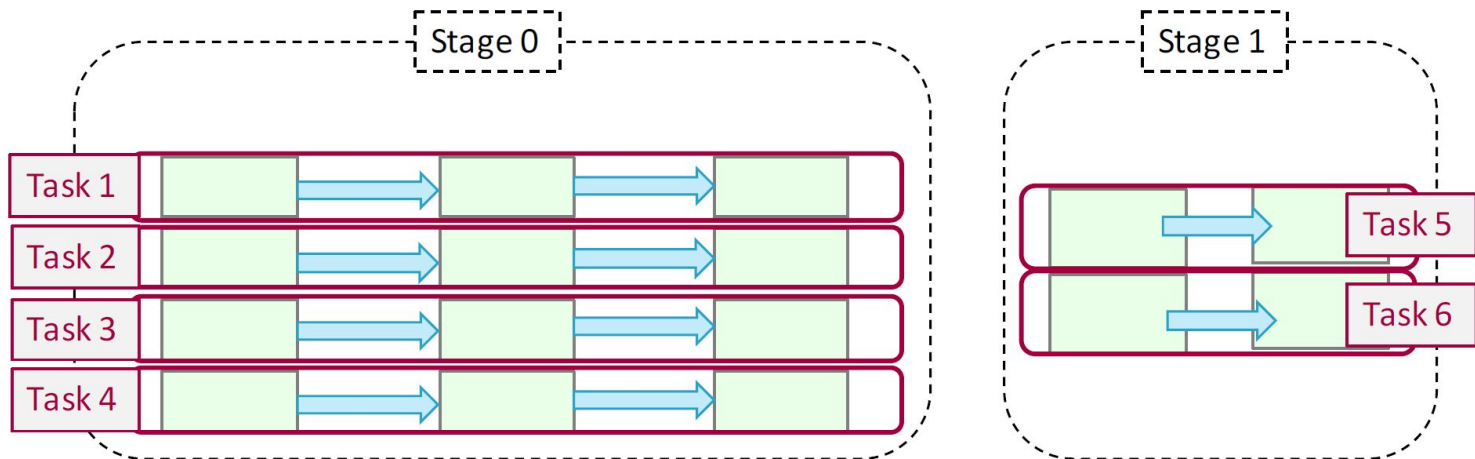 Stage 0
Task 1
Task 2
Task 3
Task 4
Stage 1
Task 5
Task 6